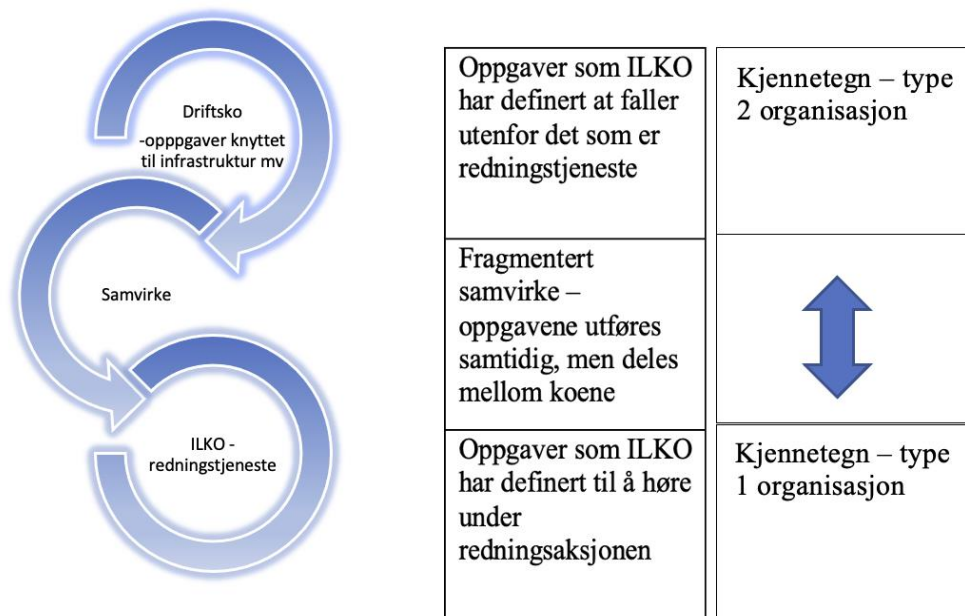 Driftsko
-opppgaver knyttet
til infrastruktur mv
Samvirke
ILKO -
redningstjeneste
Oppgaver som ILKO
har definert at faller
utenfor det som er
redningstjeneste
Kjennetegn – type
2 organisasjon
Fragmentert
samvirke –
oppgavene utføres
samtidig, men deles
mellom koene
Oppgaver som ILKO
har definert til å høre
under
redningsaksjonen
Kjennetegn – type
1 organisasjon